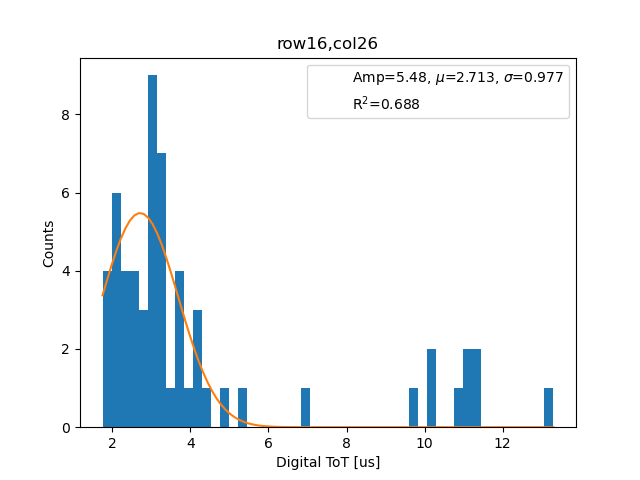 row16,col26
Amp=5.48, μ=2.713, σ=0.977
R²=0.688
Counts
8
6
4
2
0
2 4 6 8 10 12
Digital ToT [us]